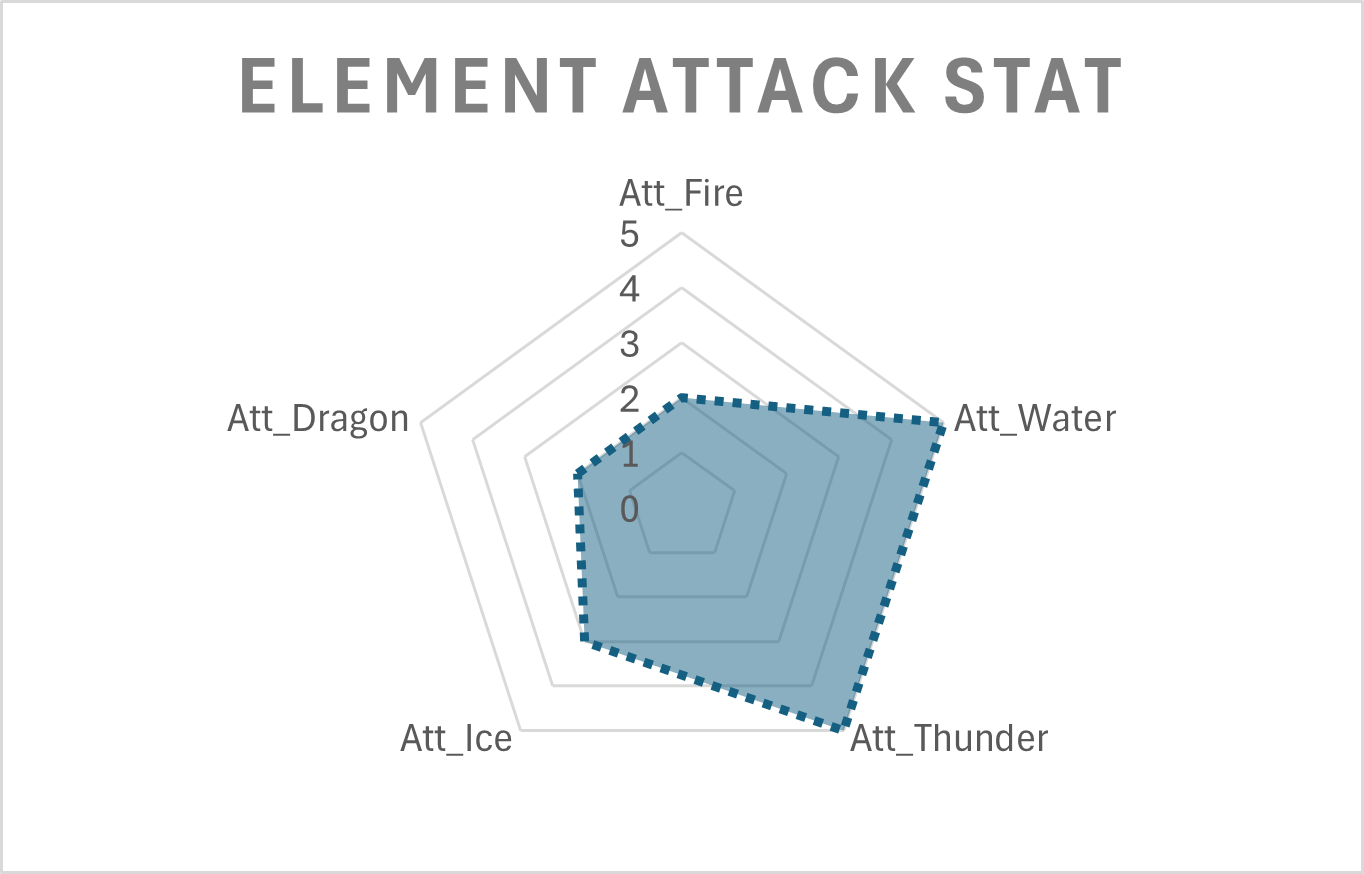 ELEMENT ATTACK STAT
Att_Fire
5
4
3
2
1
0
Att_Dragon
Att_Water
Att_Ice
Att_Thunder